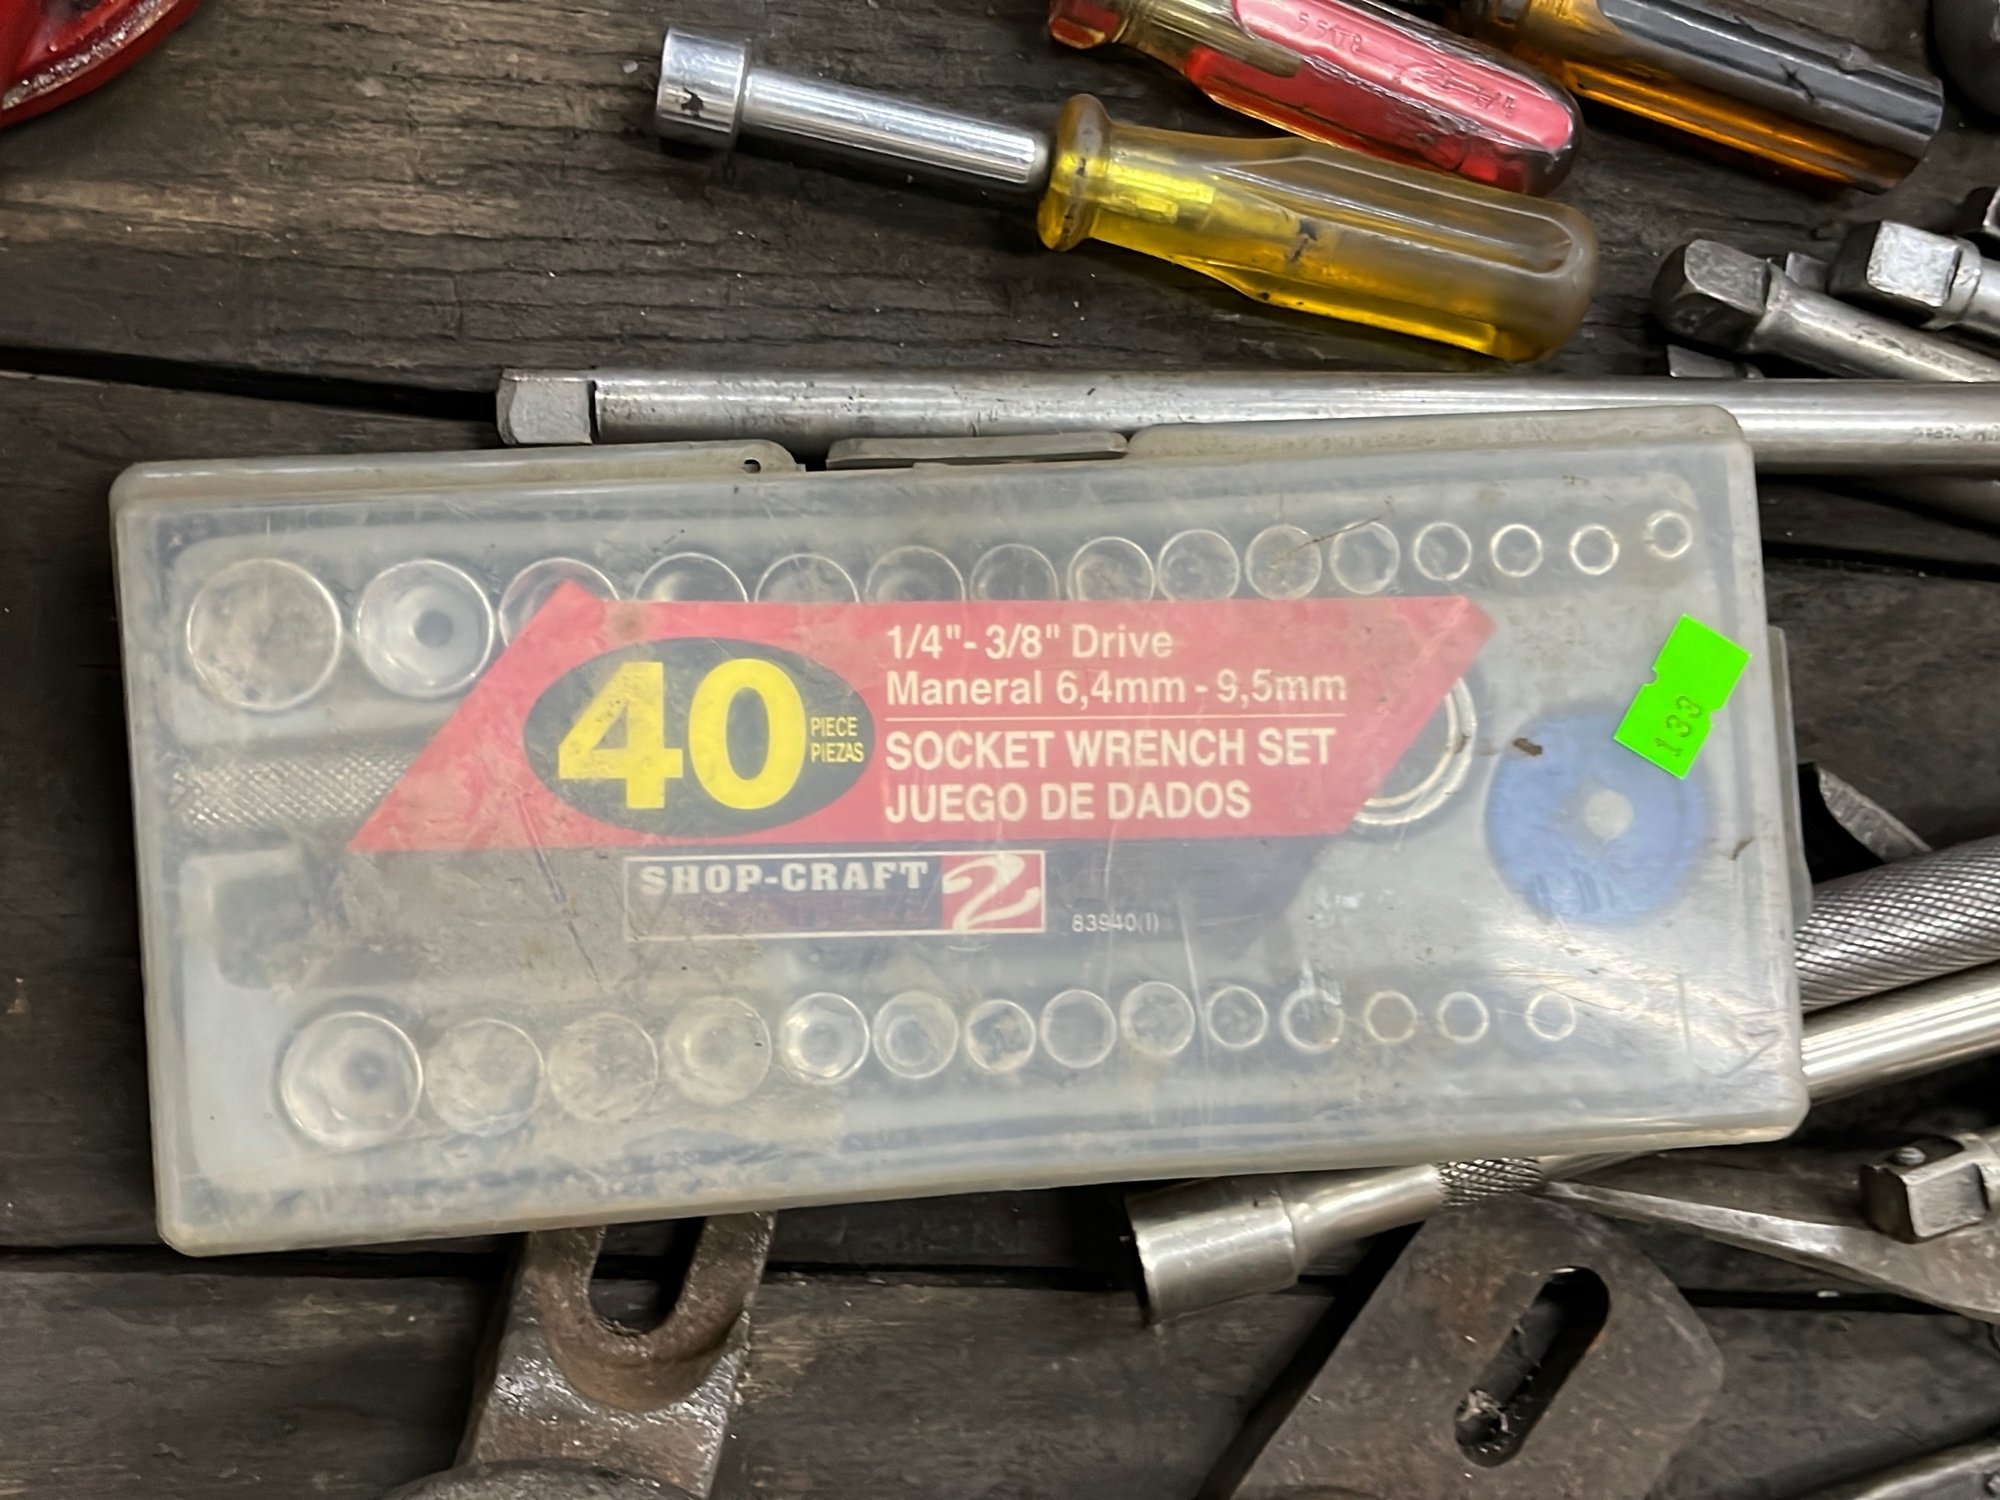 1/4"- 3/8" Drive
Maneral 6,4mm - 9,5mm
40 PIECE
PIEZAS
SOCKET WRENCH SET
JUEGO DE DADOS
SHOP-CRAFT 2
83940(I)
133